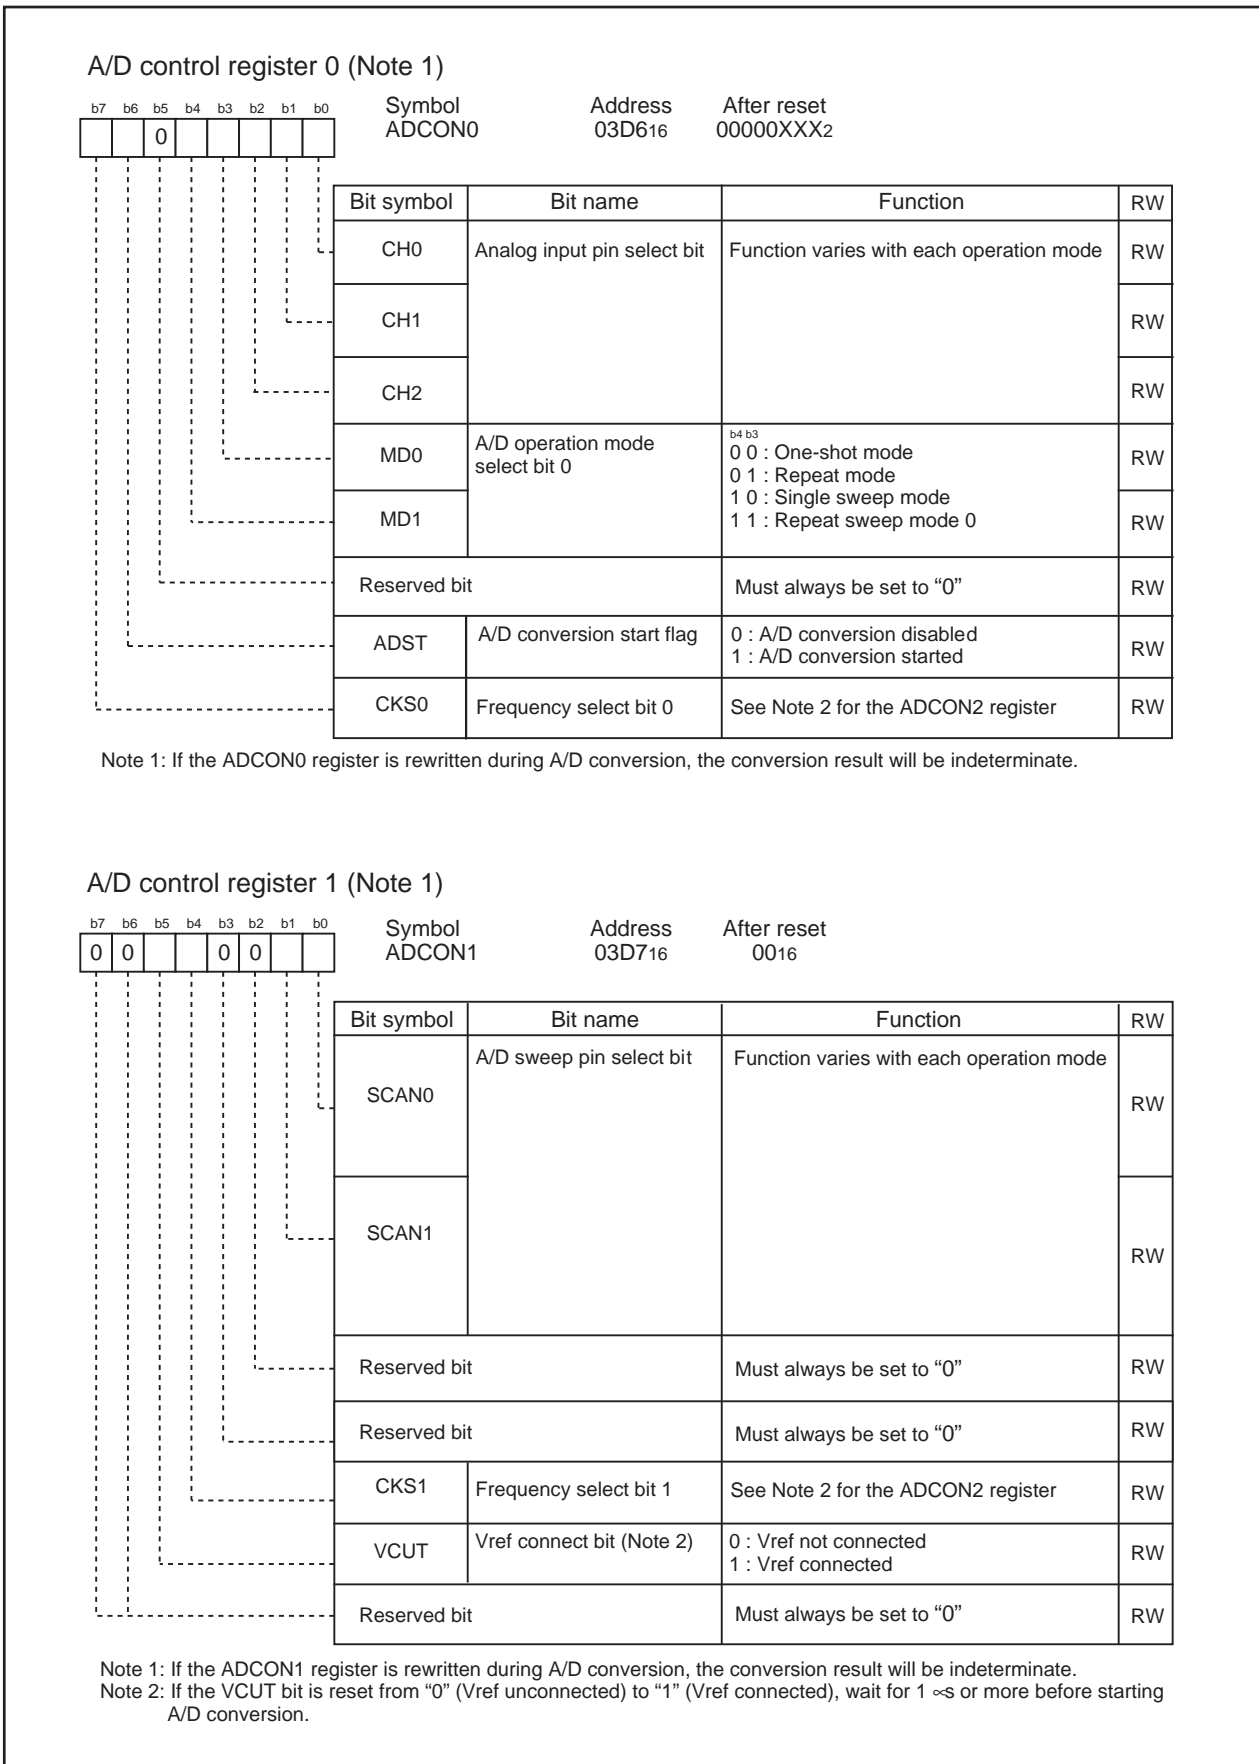 A/D control register 0 (Note 1)
b7 b6 b5 b4 b3 b2 b1 b0
0
Symbol Address After reset
ADCON0 03D616 00000XXX2
Bit symbol Bit name Function RW
CH0 Analog input pin select bit Function varies with each operation mode RW
CH1 RW
CH2 RW
MD0 A/D operation mode select bit 0 RW
b4 b3
0 0 : One-shot mode
0 1 : Repeat mode
1 0 : Single sweep mode
1 1 : Repeat sweep mode 0
MD1 RW
Reserved bit Must always be set to “0” RW
ADST A/D conversion start flag 0 : A/D conversion disabled
1 : A/D conversion started RW
CKS0 Frequency select bit 0 See Note 2 for the ADCON2 register RW
Note 1: If the ADCON0 register is rewritten during A/D conversion, the conversion result will be indeterminate.
A/D control register 1 (Note 1)
b7 b6 b5 b4 b3 b2 b1 b0
0 0 0 0
Symbol Address After reset
ADCON1 03D716 0016
Bit symbol Bit name Function RW
SCAN0 A/D sweep pin select bit Function varies with each operation mode RW
SCAN1 RW
Reserved bit Must always be set to “0” RW
Reserved bit Must always be set to “0” RW
CKS1 Frequency select bit 1 See Note 2 for the ADCON2 register RW
VCUT Vref connect bit (Note 2) 0 : Vref not connected
1 : Vref connected RW
Reserved bit Must always be set to “0” RW
Note 1: If the ADCON1 register is rewritten during A/D conversion, the conversion result will be indeterminate.
Note 2: If the VCUT bit is reset from “0” (Vref unconnected) to “1” (Vref connected), wait for 1 ∝s or more before starting
A/D conversion.